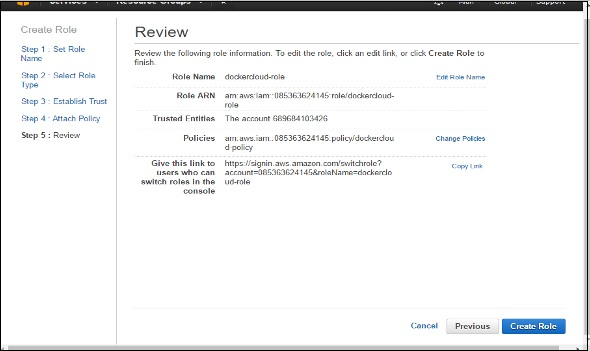 Services
Resource Groups
Global
Support
Create Role
Step 1 : Set Role
Name
Step 2 : Select Role
Type
Step 3 : Establish Trust
Step 4 : Attach Policy
Step 5 : Review
Review
Review the following role information. To edit the role, click an edit link, or click Create Role to
finish.
Role Name dockercloud-role Edit Role Name
Role ARN arn:aws:iam::085363624145:role/dockercloud-
role
Trusted Entities The account 689684103426
Policies arn:aws:iam::085363624145:policy/dockerclou
d-policy Change Policies
Give this link to
users who can
switch roles in the
console
https://signin.aws.amazon.com/switchrole?
account=085363624145&roleName=dockerclo
ud-role
Copy Link
Cancel Previous Create Role